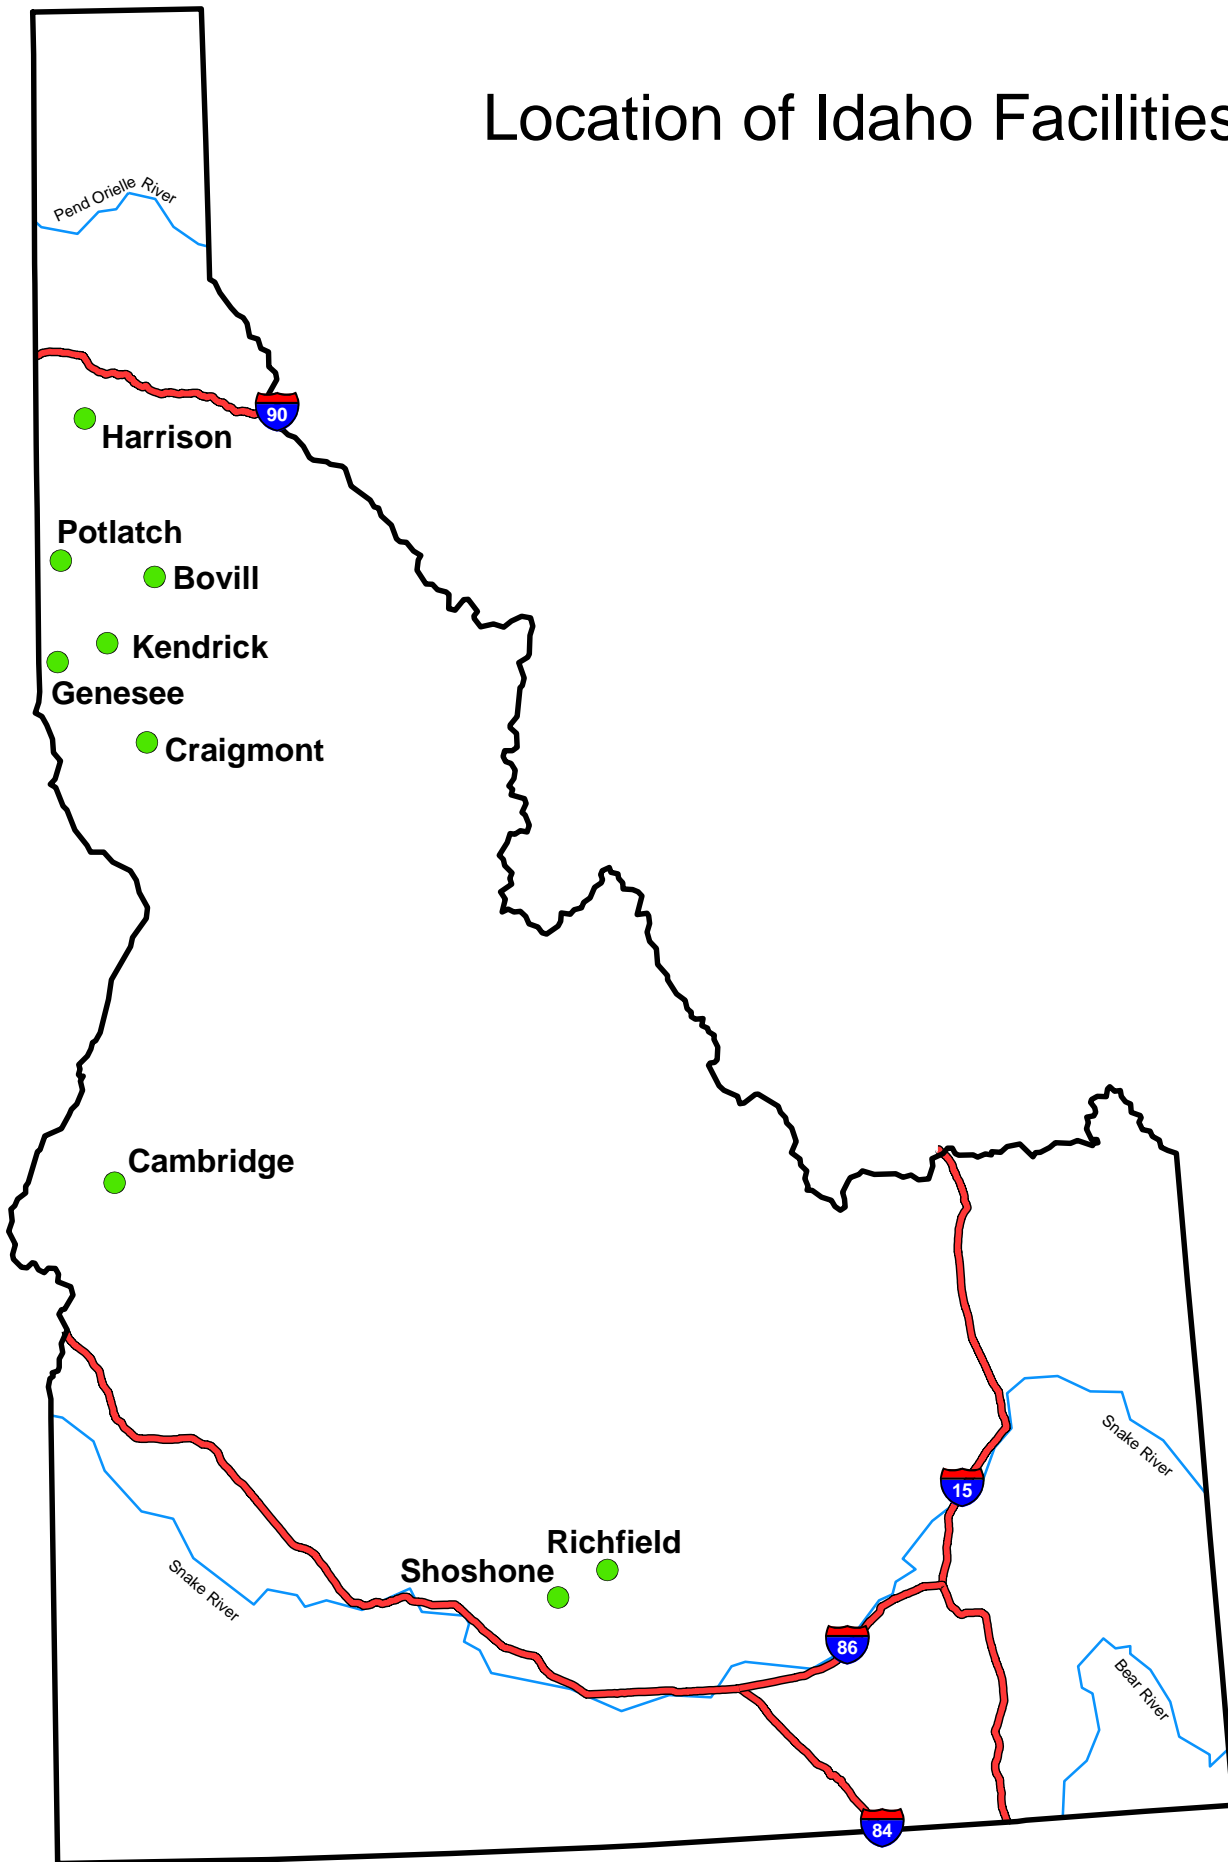 Location of Idaho Facilities
Pend Orielle River
90
Harrison
Potlatch
Bovill
Kendrick
Genesee
Craigmont
Cambridge
Snake River
15
Richfield
Shoshone
Snake River
86
Bear River
84